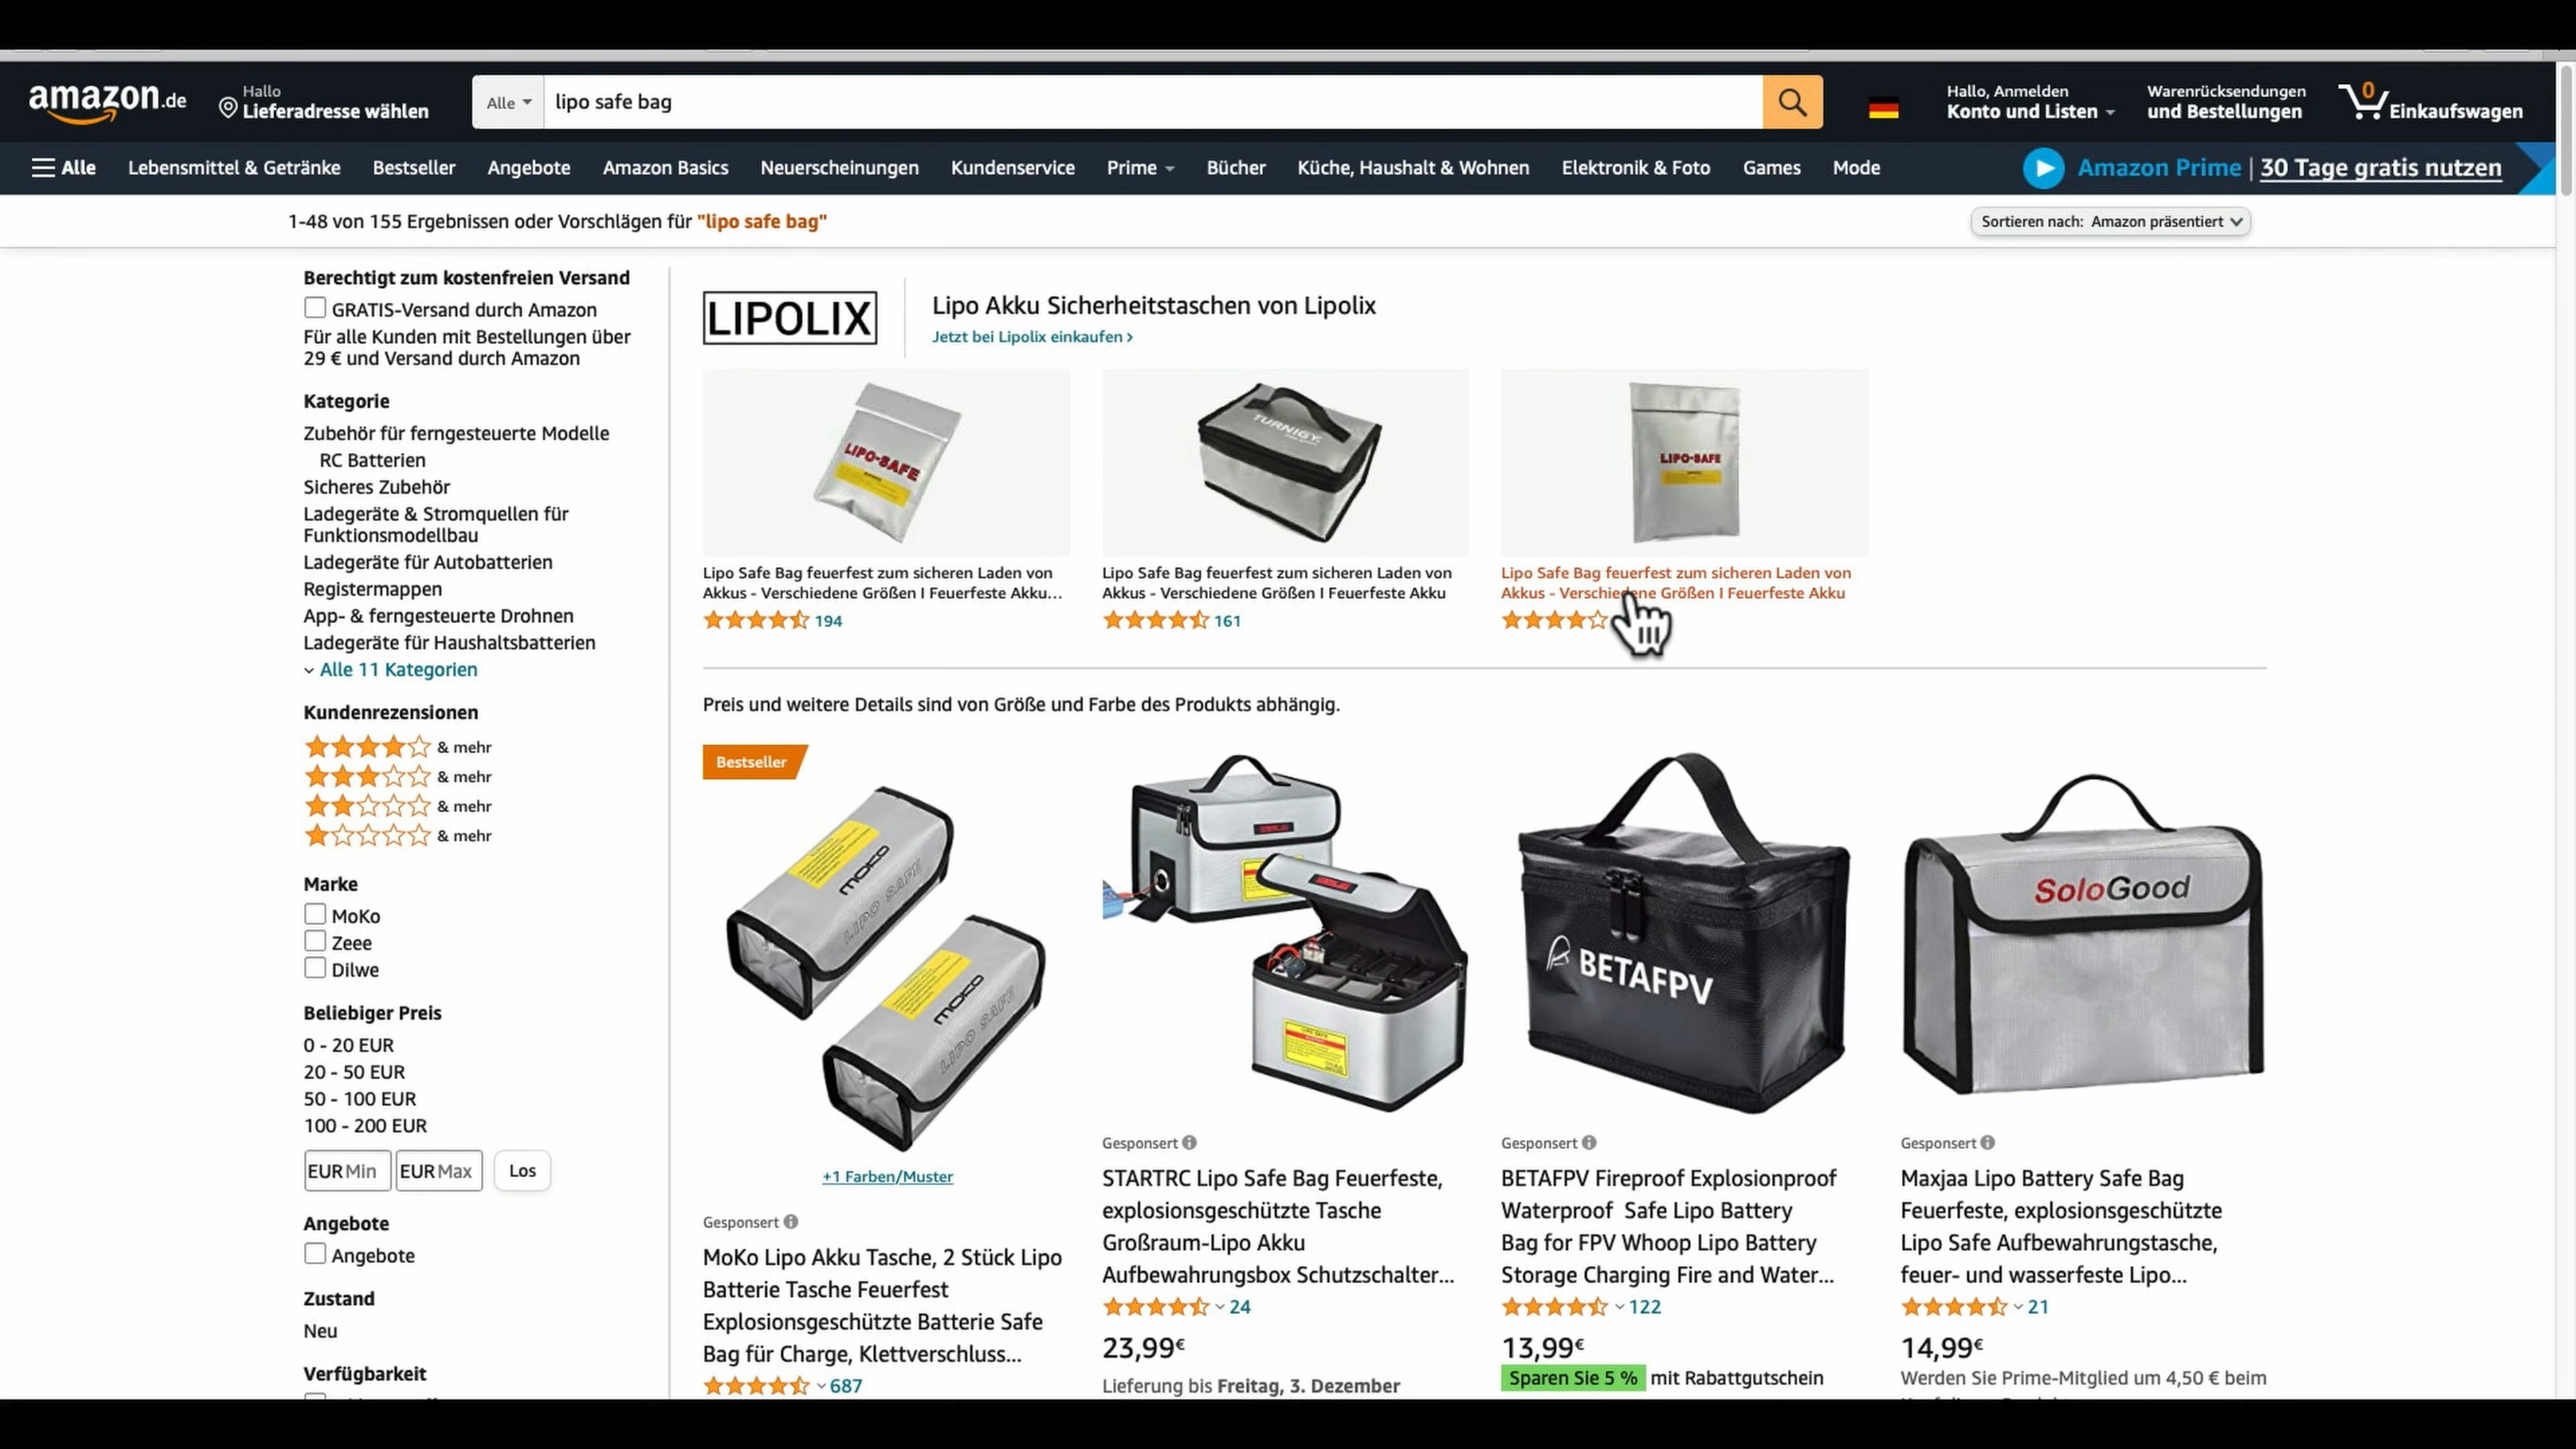 amazon.de
Hallo
Lieferadresse wählen
Alle
lipo safe bag
Hallo, Anmelden
Konto und Listen
Warenrücksendungen
und Bestellungen
0
Einkaufswagen
Alle
Lebensmittel & Getränke
Bestseller
Angebote
Amazon Basics
Neuerscheinungen
Kundenservice
Prime
Bücher
Küche, Haushalt & Wohnen
Elektronik & Foto
Games
Mode
Amazon Prime | 30 Tage gratis nutzen
1-48 von 155 Ergebnissen oder Vorschlägen für "lipo safe bag"
Sortieren nach: Amazon präsentiert
Berechtigt zum kostenfreien Versand
GRATIS-Versand durch Amazon
Für alle Kunden mit Bestellungen über
29 € und Versand durch Amazon
Kategorie
Zubehör für ferngesteuerte Modelle
RC Batterien
Sicheres Zubehör
Ladegeräte & Stromquellen für
Funktionsmodellbau
Ladegeräte für Autobatterien
Registermappen
App- & ferngesteuerte Drohnen
Ladegeräte für Haushaltsbatterien
Alle 11 Kategorien
Kundenrezensionen
& mehr
& mehr
& mehr
& mehr
Marke
MoKo
Zeee
Dilwe
Beliebiger Preis
0 - 20 EUR
20 - 50 EUR
50 - 100 EUR
100 - 200 EUR
EUR Min
EUR Max
Los
Angebote
Angebote
Zustand
Neu
Verfügbarkeit
LIPOLIX
Lipo Akku Sicherheitstaschen von Lipolix
Jetzt bei Lipolix einkaufen ›
LIPO-SAFE
TURNIGY
LIPO-SAFE
Lipo Safe Bag feuerfest zum sicheren Laden von
Akkus - Verschiedene Größen I Feuerfeste Akku...
194
Lipo Safe Bag feuerfest zum sicheren Laden von
Akkus - Verschiedene Größen I Feuerfeste Akku
161
Lipo Safe Bag feuerfest zum sicheren Laden von
Akkus - Verschiedene Größen I Feuerfeste Akku
Preis und weitere Details sind von Größe und Farbe des Produkts abhängig.
Bestseller
MOKO
LIPO SAFE
MOKO
LIPO SAFE
+1 Farben/Muster
Gesponsert
MoKo Lipo Akku Tasche, 2 Stück Lipo
Batterie Tasche Feuerfest
Explosionsgeschützte Batterie Safe
Bag für Charge, Klettverschluss...
687
Gesponsert
STARTRC Lipo Safe Bag Feuerfeste,
explosionsgeschützte Tasche
Großraum-Lipo Akku
Aufbewahrungsbox Schutzschalter...
24
23,99€
Lieferung bis Freitag, 3. Dezember
BETAFPV
Gesponsert
BETAFPV Fireproof Explosionproof
Waterproof Safe Lipo Battery
Bag for FPV Whoop Lipo Battery
Storage Charging Fire and Water...
122
13,99€
Sparen Sie 5 % mit Rabattgutschein
SoloGood
Gesponsert
Maxjaa Lipo Battery Safe Bag
Feuerfeste, explosionsgeschützte
Lipo Safe Aufbewahrungstasche,
feuer- und wasserfeste Lipo...
21
14,99€
Werden Sie Prime-Mitglied um 4,50 € beim